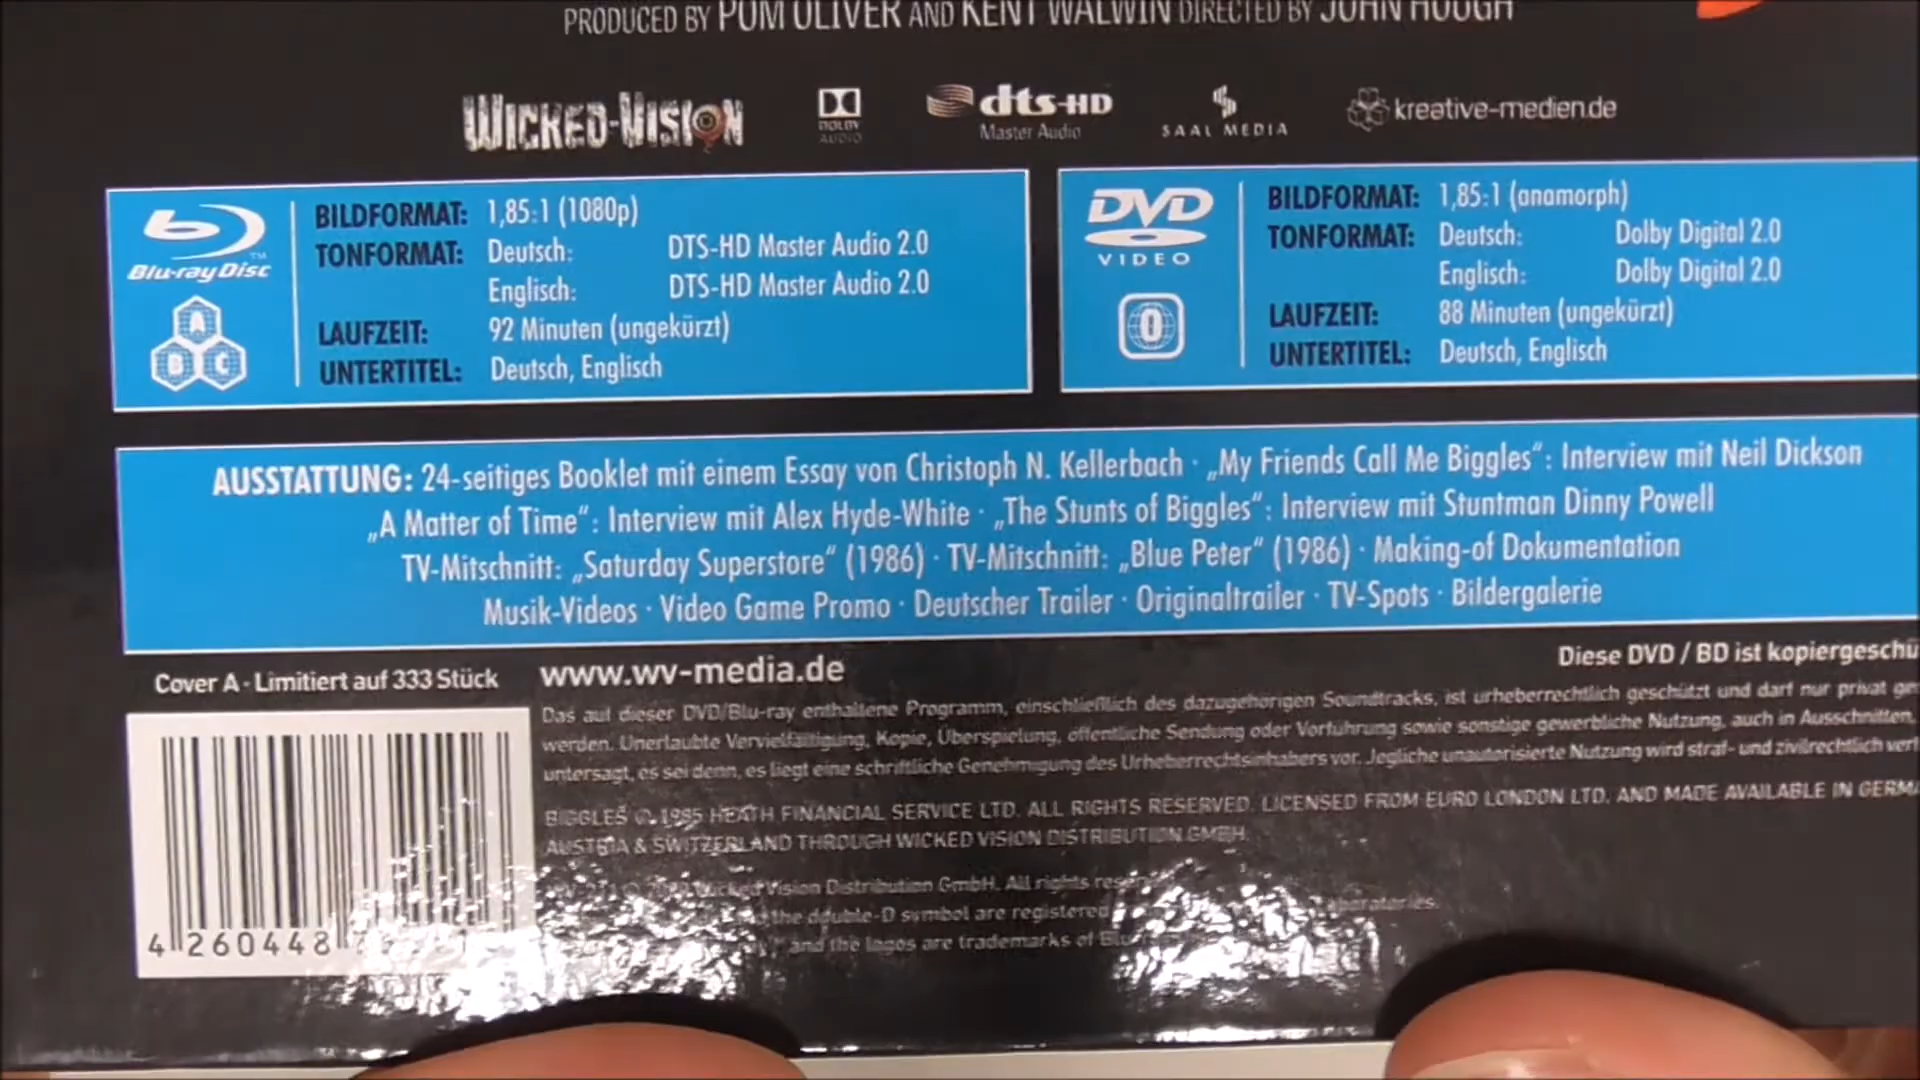 PRODUCED BY POM OLIVER AND KENT WALWIN DIRECTED BY JOHN HOUGH
WICKED-VISION
DOLBY AUDIO
dts-HD Master Audio
SAAL MEDIA
kreative-medien.de
Blu-ray Disc™
A
B C
BILDFORMAT: 1,85:1 (1080p)
TONFORMAT: Deutsch: DTS-HD Master Audio 2.0
Englisch: DTS-HD Master Audio 2.0
LAUFZEIT: 92 Minuten (ungekürzt)
UNTERTITEL: Deutsch, Englisch
DVD VIDEO
0
BILDFORMAT: 1,85:1 (anamorph)
TONFORMAT: Deutsch: Dolby Digital 2.0
Englisch: Dolby Digital 2.0
LAUFZEIT: 88 Minuten (ungekürzt)
UNTERTITEL: Deutsch, Englisch
AUSSTATTUNG: 24-seitiges Booklet mit einem Essay von Christoph N. Kellerbach · „My Friends Call Me Biggles“: Interview mit Neil Dickson
„A Matter of Time“: Interview mit Alex Hyde-White · „The Stunts of Biggles“: Interview mit Stuntman Dinny Powell
TV-Mitschnitt: „Saturday Superstore“ (1986) · TV-Mitschnitt: „Blue Peter“ (1986) · Making-of Dokumentation
Musik-Videos · Video Game Promo · Deutscher Trailer · Originaltrailer · TV-Spots · Bildergalerie
Cover A - Limitiert auf 333 Stück
www.wv-media.de
Diese DVD / BD ist kopiergeschü
Das auf dieser DVD/Blu-ray enthaltene Programm, einschließlich des dazugehörigen Soundtracks, ist urheberrechtlich geschützt und darf nur privat ge
werden. Unerlaubte Vervielfältigung, Kopie, Überspielung, öffentliche Sendung oder Vorführung sowie sonstige gewerbliche Nutzung, auch in Ausschnitten,
untersagt, es sei denn, es liegt eine schriftliche Genehmigung des Urheberrechtsinhabers vor. Jegliche unautorisierte Nutzung wird straf- und zivilrechtlich verf
BIGGLES © 1985 HEATH FINANCIAL SERVICE LTD. ALL RIGHTS RESERVED. LICENSED FROM EURO LONDON LTD. AND MADE AVAILABLE IN GERMA
AUSTRIA & SWITZERLAND THROUGH WICKED VISION DISTRIBUTION GMBH.
Wicked Vision Distribution GmbH. All rights
the double-D symbol are registered
and the logos are trademarks of
4 260448